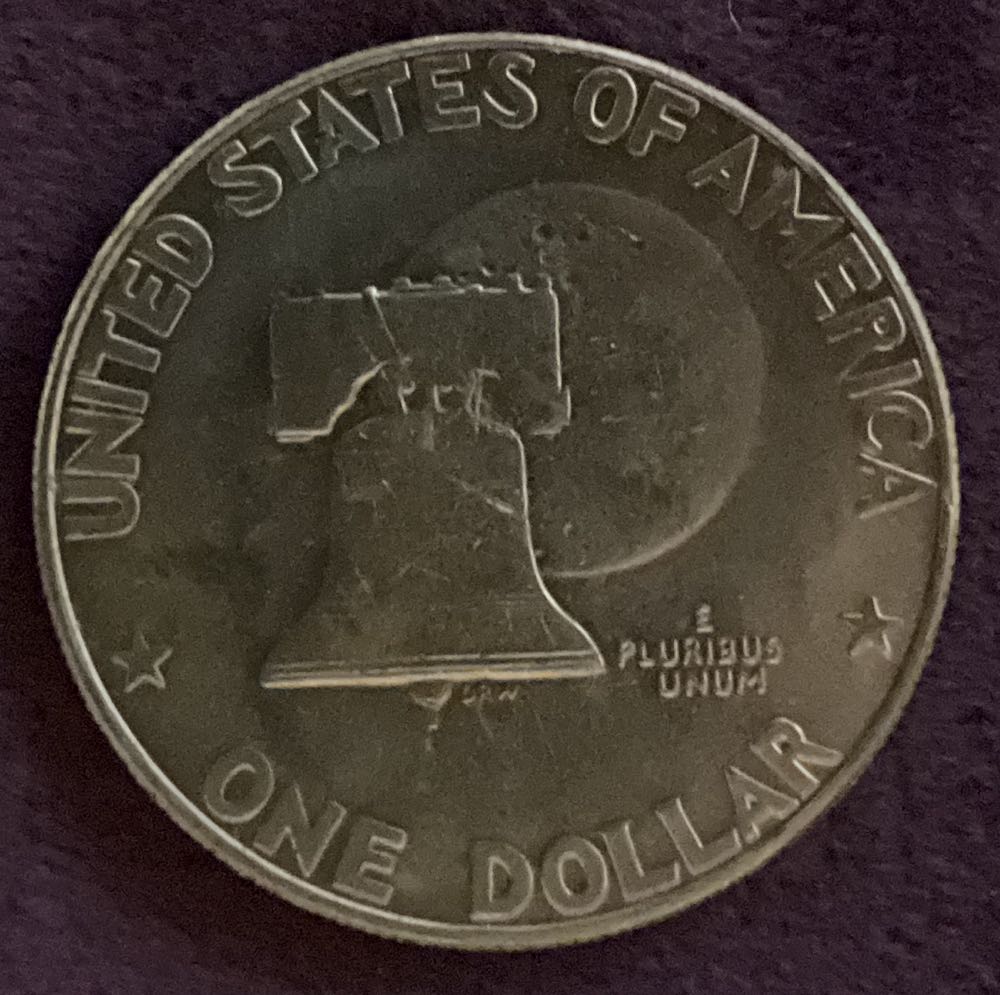 UNITED STATES OF AMERICA
E
PLURIBUS
UNUM
ONE DOLLAR